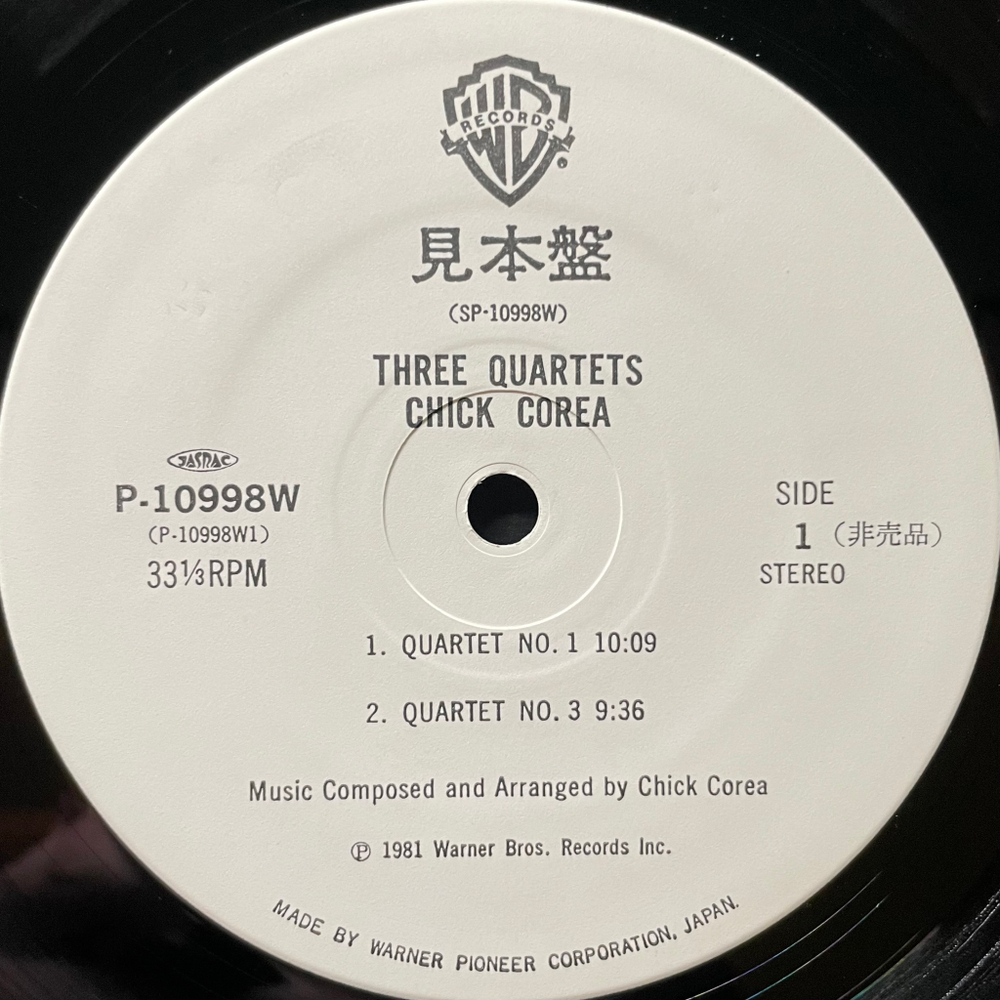 WB
RECORDS
見本盤
(SP-10998W)
THREE QUARTETS
CHICK COREA
JASRAC
P-10998W
(P-10998W1)
33⅓RPM
SIDE
1 (非売品)
STEREO
1. QUARTET NO. 1 10:09
2. QUARTET NO. 3 9:36
Music Composed and Arranged by Chick Corea
Ⓟ 1981 Warner Bros. Records Inc.
MADE BY WARNER PIONEER CORPORATION, JAPAN.